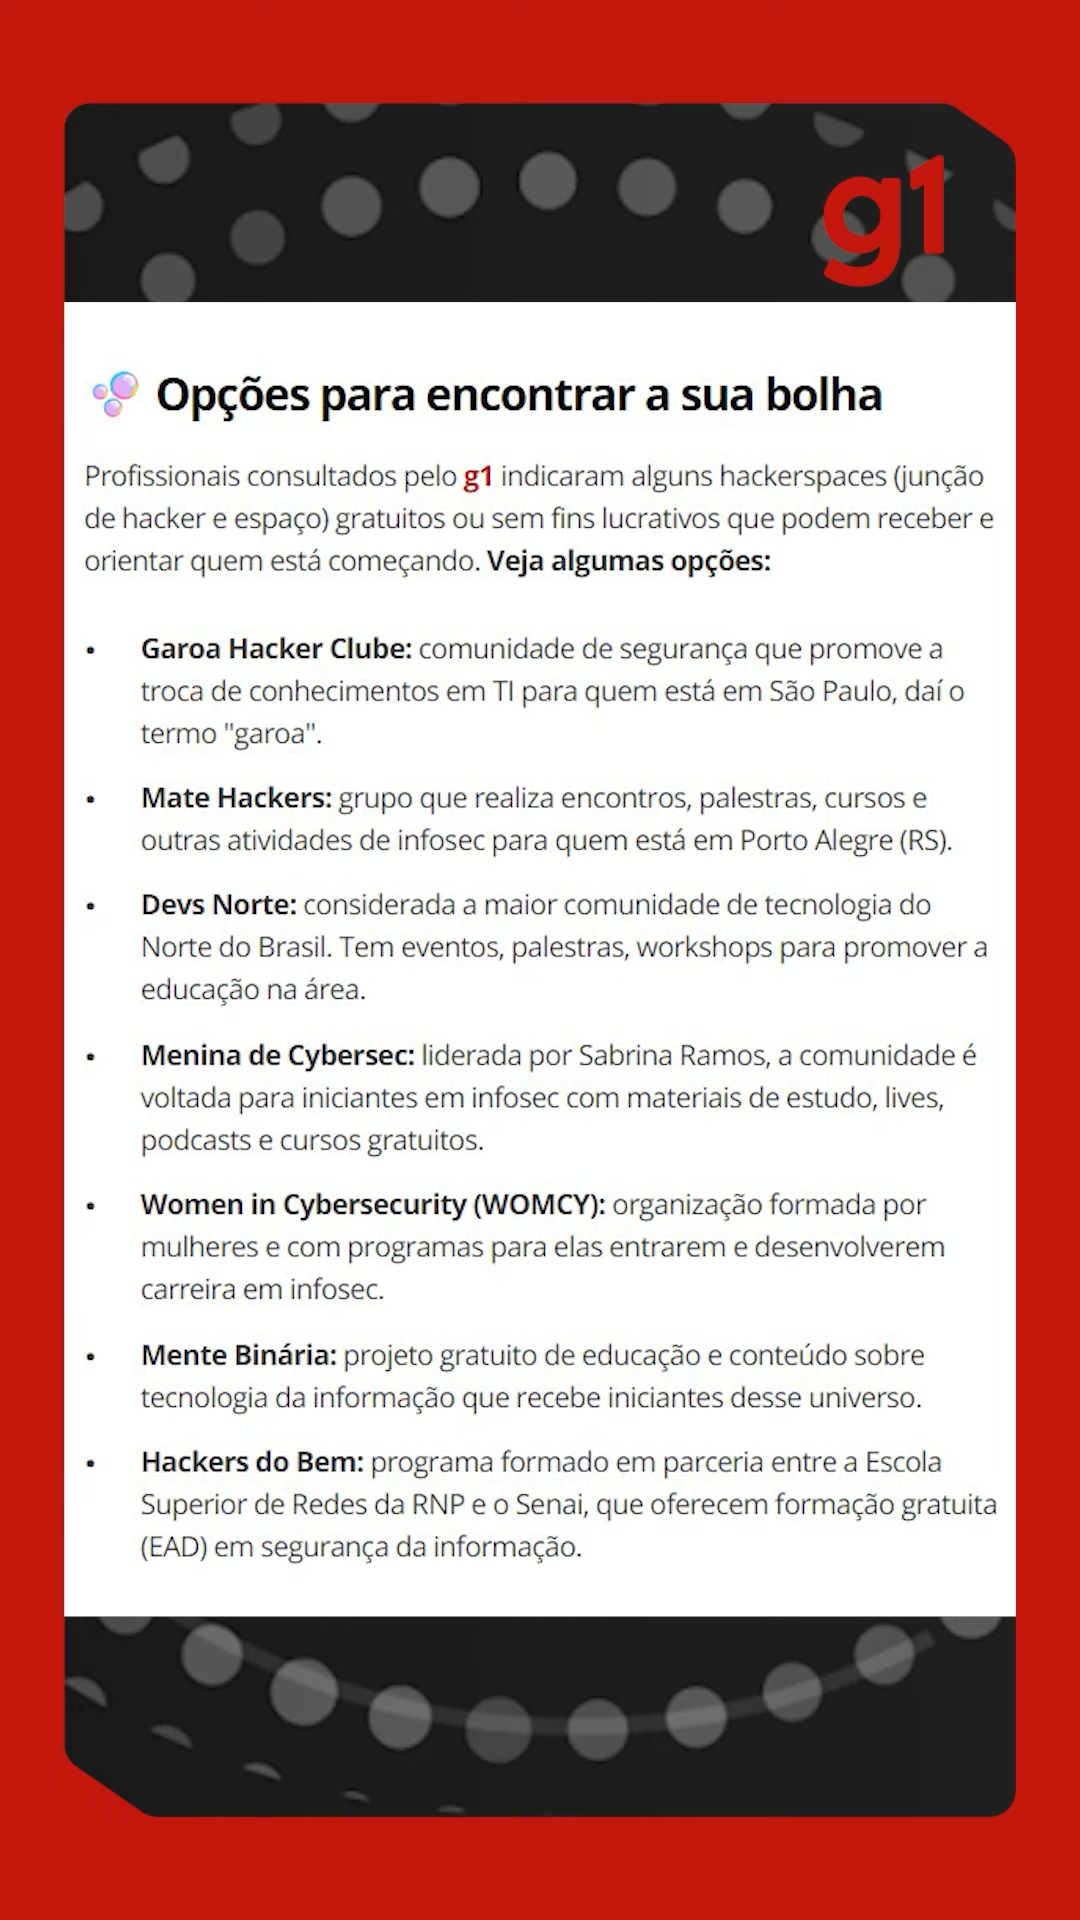 g1
Opções para encontrar a sua bolha
Profissionais consultados pelo g1 indicaram alguns hackerspaces (junção
de hacker e espaço) gratuitos ou sem fins lucrativos que podem receber e
orientar quem está começando. Veja algumas opções:
• Garoa Hacker Clube: comunidade de segurança que promove a
troca de conhecimentos em TI para quem está em São Paulo, daí o
termo "garoa".
• Mate Hackers: grupo que realiza encontros, palestras, cursos e
outras atividades de infosec para quem está em Porto Alegre (RS).
• Devs Norte: considerada a maior comunidade de tecnologia do
Norte do Brasil. Tem eventos, palestras, workshops para promover a
educação na área.
• Menina de Cybersec: liderada por Sabrina Ramos, a comunidade é
voltada para iniciantes em infosec com materiais de estudo, lives,
podcasts e cursos gratuitos.
• Women in Cybersecurity (WOMCY): organização formada por
mulheres e com programas para elas entrarem e desenvolverem
carreira em infosec.
• Mente Binária: projeto gratuito de educação e conteúdo sobre
tecnologia da informação que recebe iniciantes desse universo.
• Hackers do Bem: programa formado em parceria entre a Escola
Superior de Redes da RNP e o Senai, que oferecem formação gratuita
(EAD) em segurança da informação.